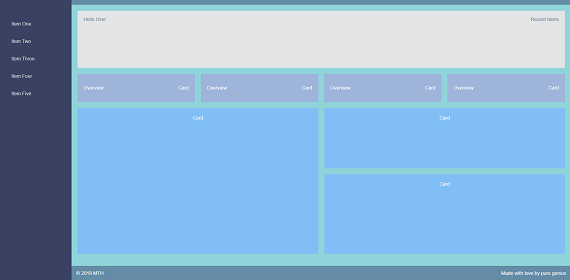 Item One
Item Two
Item Three
Item Four
Item Five
Hello User Recent Items
Overview Card Overview Card Overview Card Overview Card
Card Card
Card
© 2018 MTH Made with love by pure genius